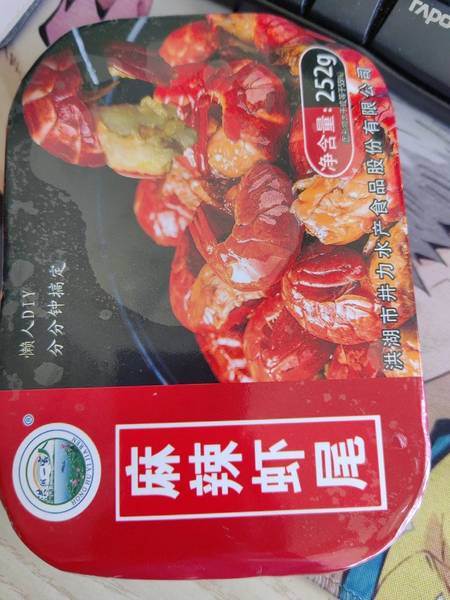 净含量: 252g
洪湖市井力水产食品股份有限公司
懒人DIY
分分钟搞定
麻辣虾尾
rapoo